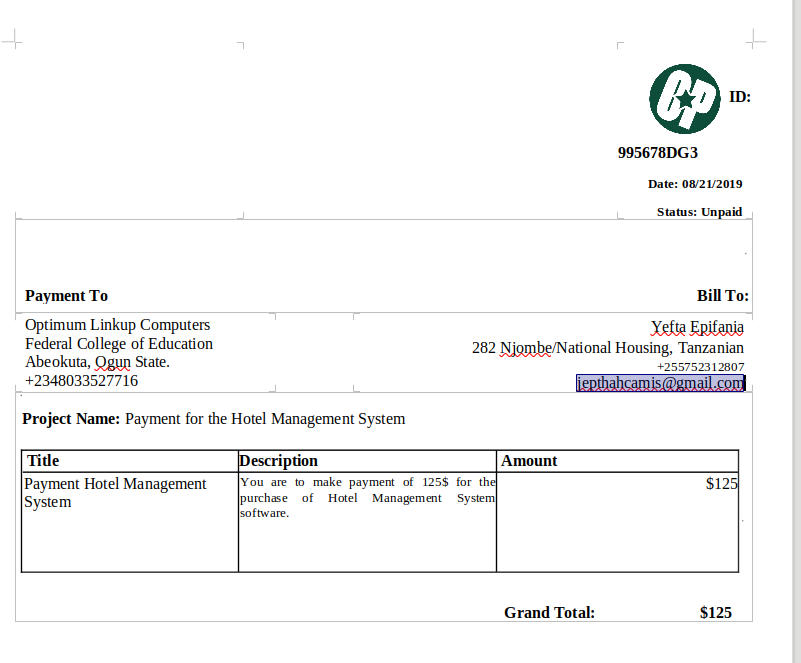 CP ID:
995678DG3
Date: 08/21/2019
Status: Unpaid
Payment To
Bill To:
Optimum Linkup Computers
Federal College of Education
Abeokuta, Ogun State.
+2348033527716
Yefta Epifania
282 Njombe/National Housing, Tanzanian
+255752312807
jepthahcamis@gmail.com
Project Name: Payment for the Hotel Management System
Title Description Amount
Payment Hotel Management
System
You are to make payment of 125$ for the
purchase of Hotel Management System
software.
$125
Grand Total: $125